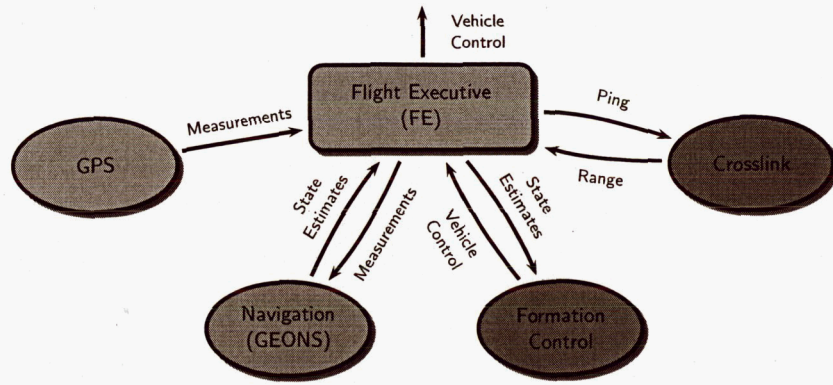 Vehicle
Control
Flight Executive
(FE)
Measurements
GPS
Ping
Crosslink
Range
State
Estimates
Measurements
Vehicle
Control
State
Estimates
Navigation
(GEONS)
Formation
Control